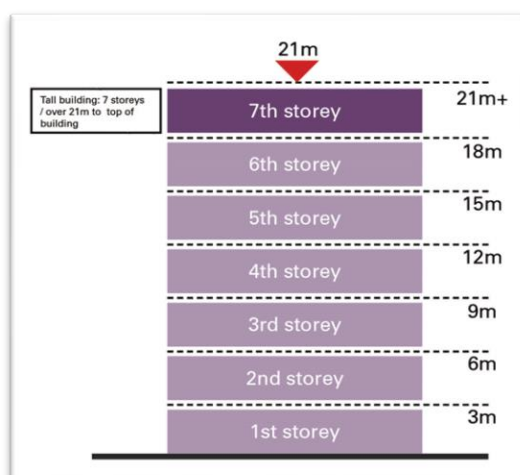 21m
Tall building: 7 storeys
/ over 21m to top of
building
7th storey
21m+
6th storey
18m
5th storey
15m
4th storey
12m
3rd storey
9m
2nd storey
6m
1st storey
3m